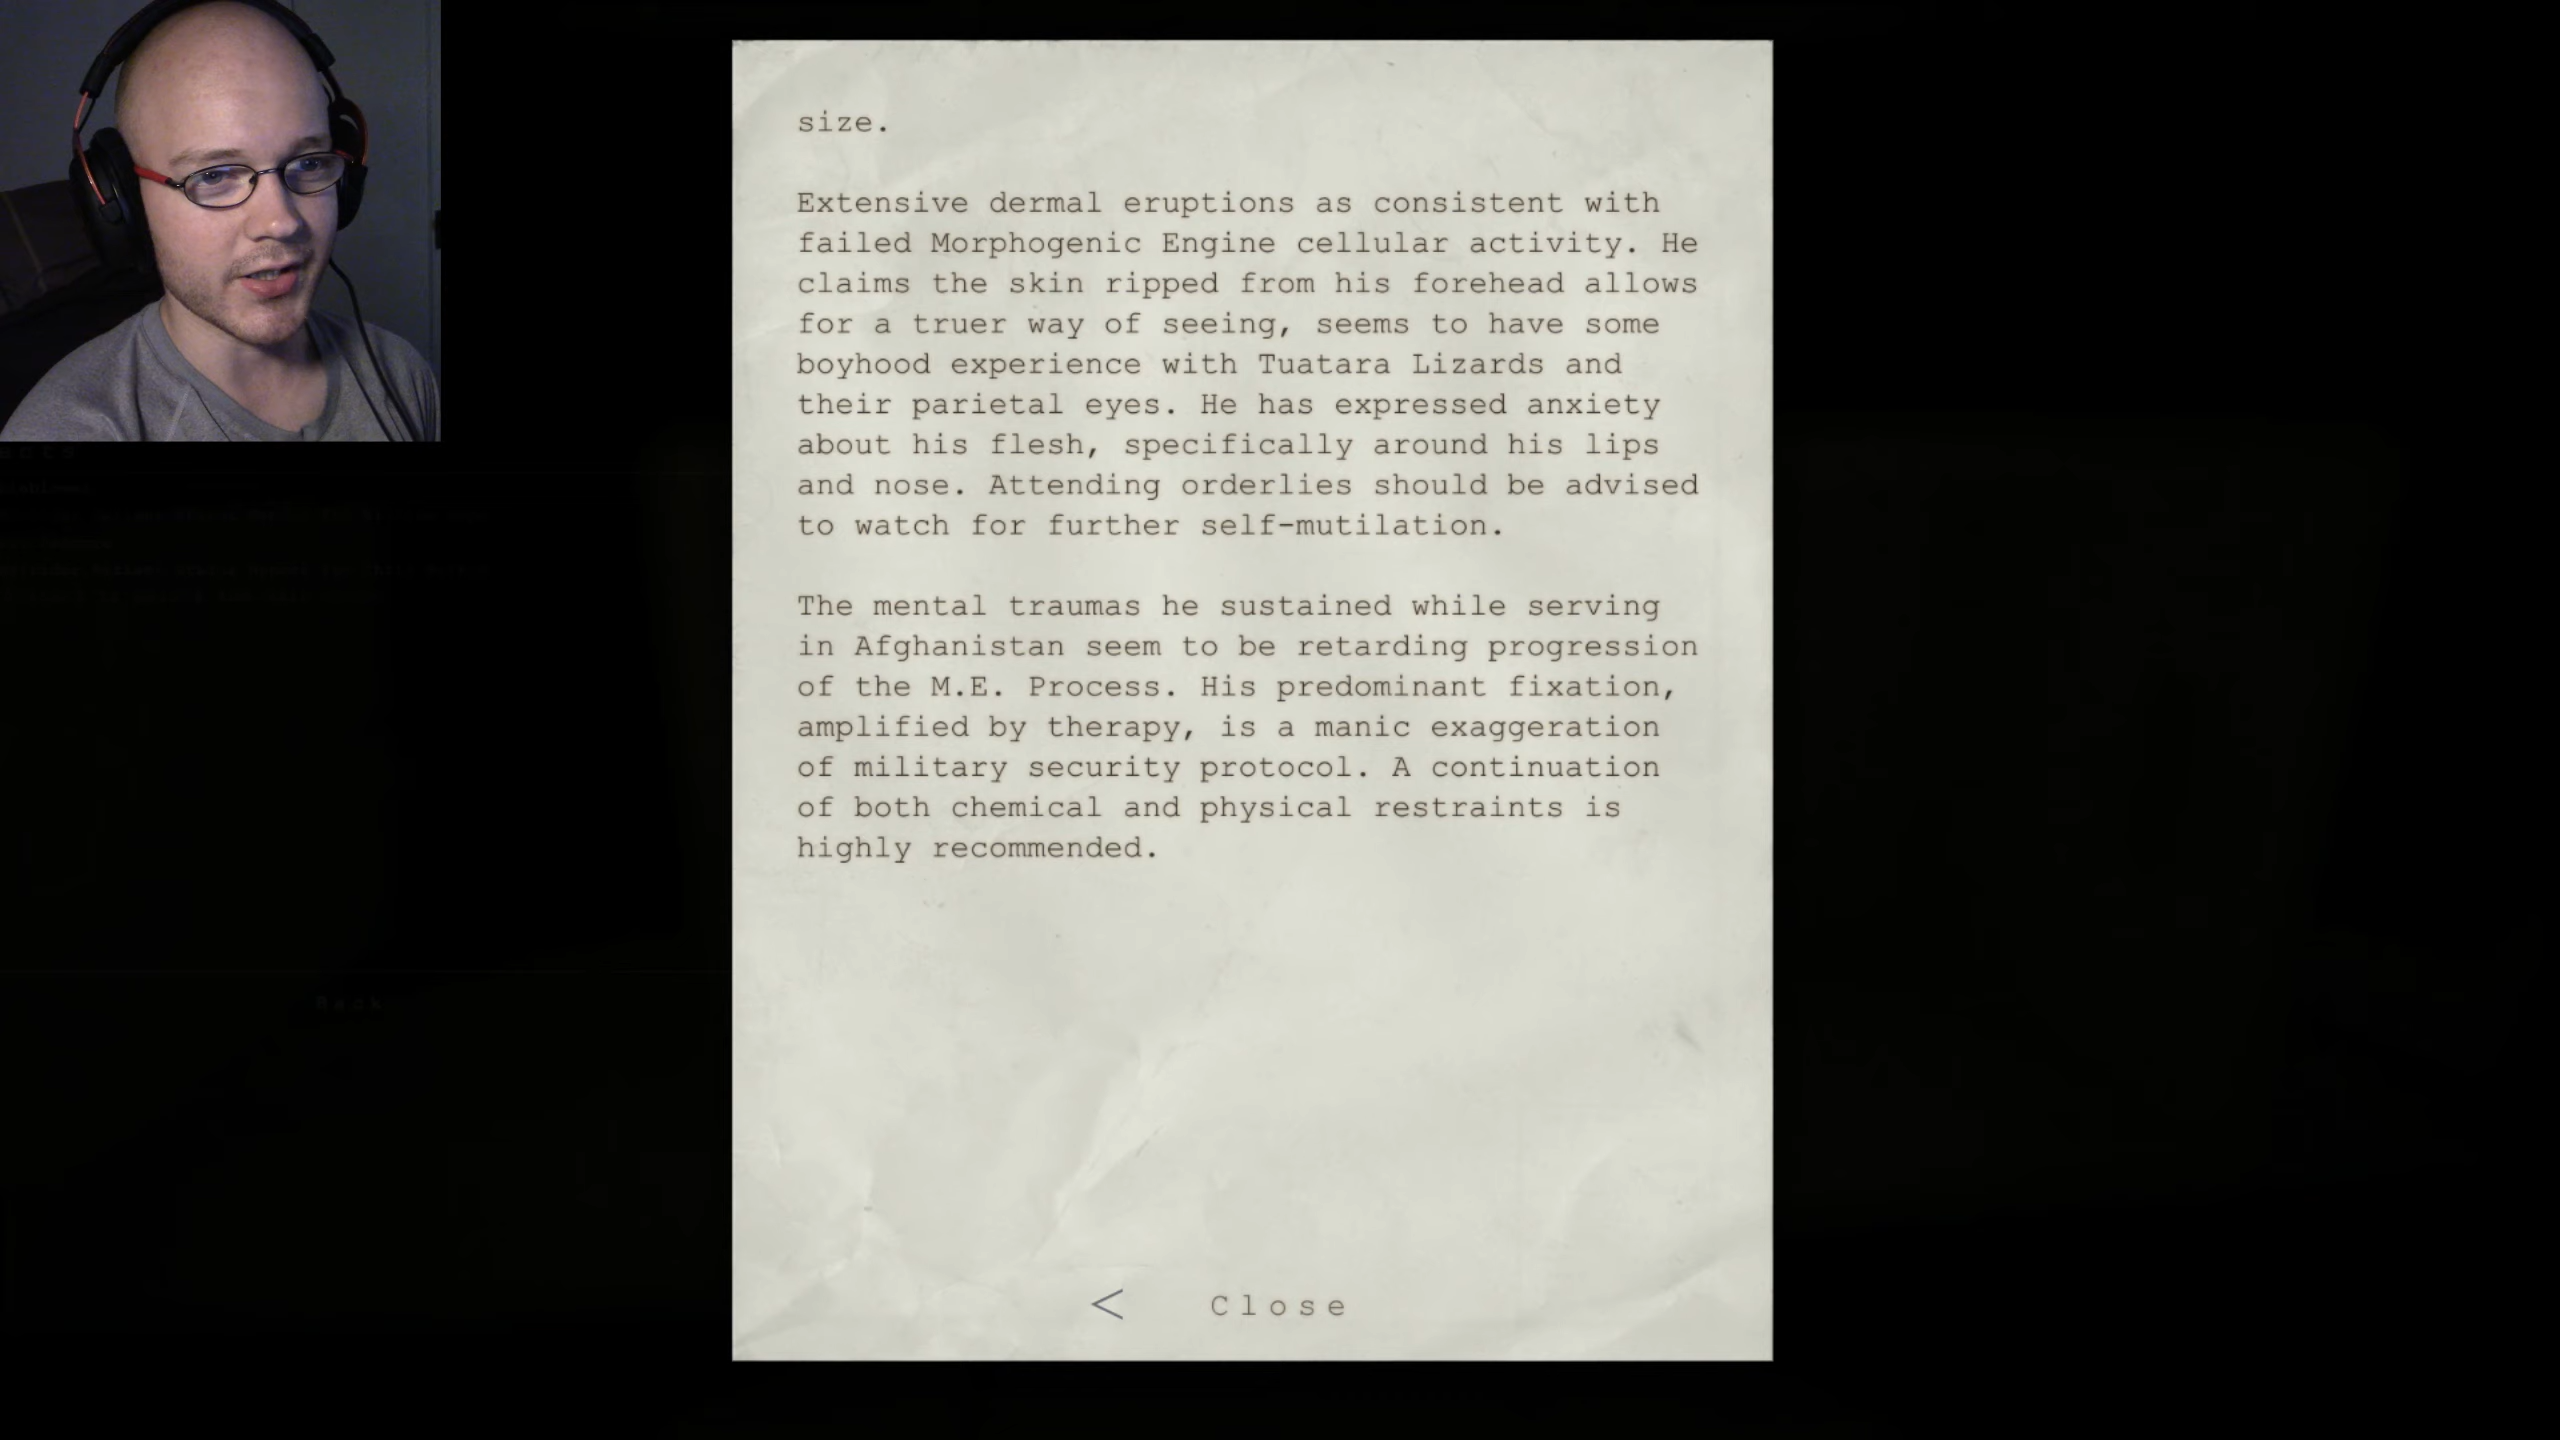 size.
Extensive dermal eruptions as consistent with
failed Morphogenic Engine cellular activity. He
claims the skin ripped from his forehead allows
for a truer way of seeing, seems to have some
boyhood experience with Tuatara Lizards and
their parietal eyes. He has expressed anxiety
about his flesh, specifically around his lips
and nose. Attending orderlies should be advised
to watch for further self-mutilation.
The mental traumas he sustained while serving
in Afghanistan seem to be retarding progression
of the M.E. Process. His predominant fixation,
amplified by therapy, is a manic exaggeration
of military security protocol. A continuation
of both chemical and physical restraints is
highly recommended.
Back
< Close